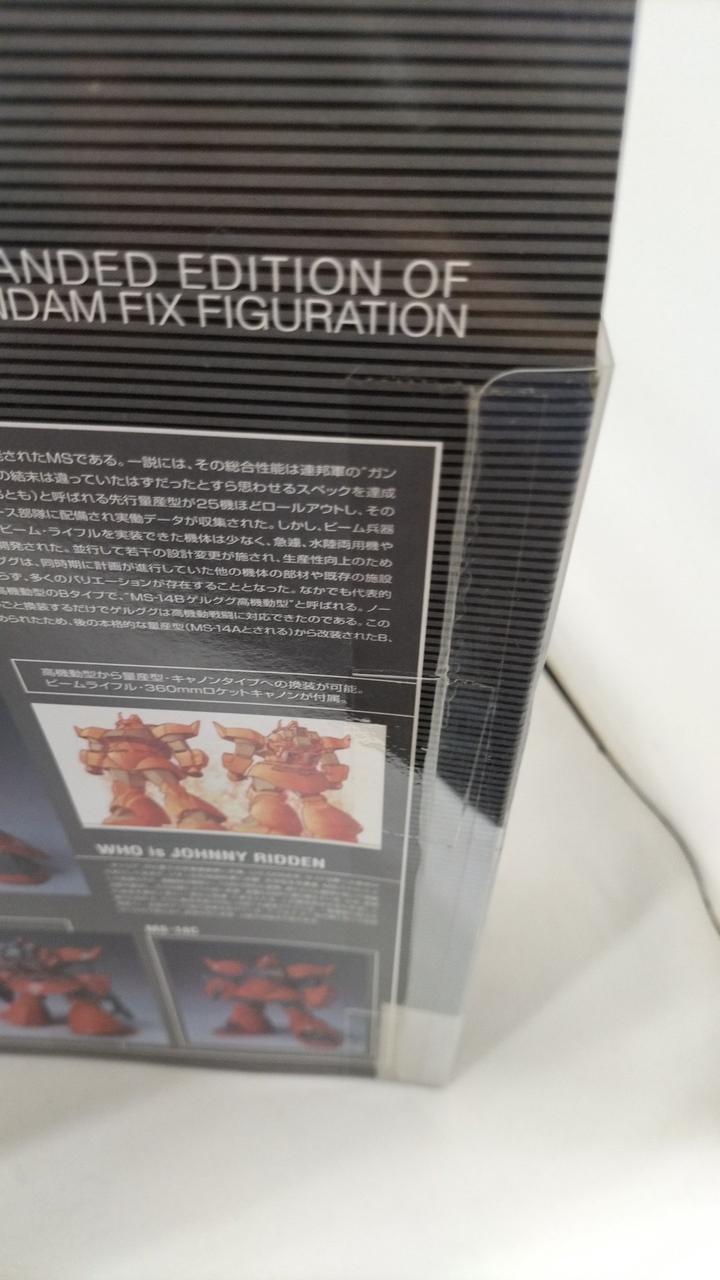 ANDED EDITION OF
NDAM FIX FIGURATION
されたMSである。一説には、その総合性能は連邦軍の"ガン
の結末は違っていたはずだったとすら思わせるスペックを達成
とも)と呼ばれる先行量産型が25機ほどロールアウトし、その
ース部隊に配備され実働データが収集された。しかし、ビーム兵器
ビーム・ライフルを実装できた機体は少なく、急遽、水陸両用機や
開発された。並行して若干の設計変更が施され、生産性向上のため
ググは、同時期に計画が進行していた他の機体の部材や既存の施設
らず、多くのバリエーションが存在することとなった。なかでも代表的
高機動型のBタイプで、"MS-14Bゲルググ高機動型"と呼ばれる。ノー
ごと換装するだけでゲルググは高機動戦闘に対応できたのである。この
められたため、後の本格的な量産型(MS-14Aとされる)から改装されたB、
高機動型から量産型・キャノンタイプへの換装が可能。
ビームライフル・360mmロケットキャノンが付属。
WHO is JOHNNY RIDDEN
MS-14C